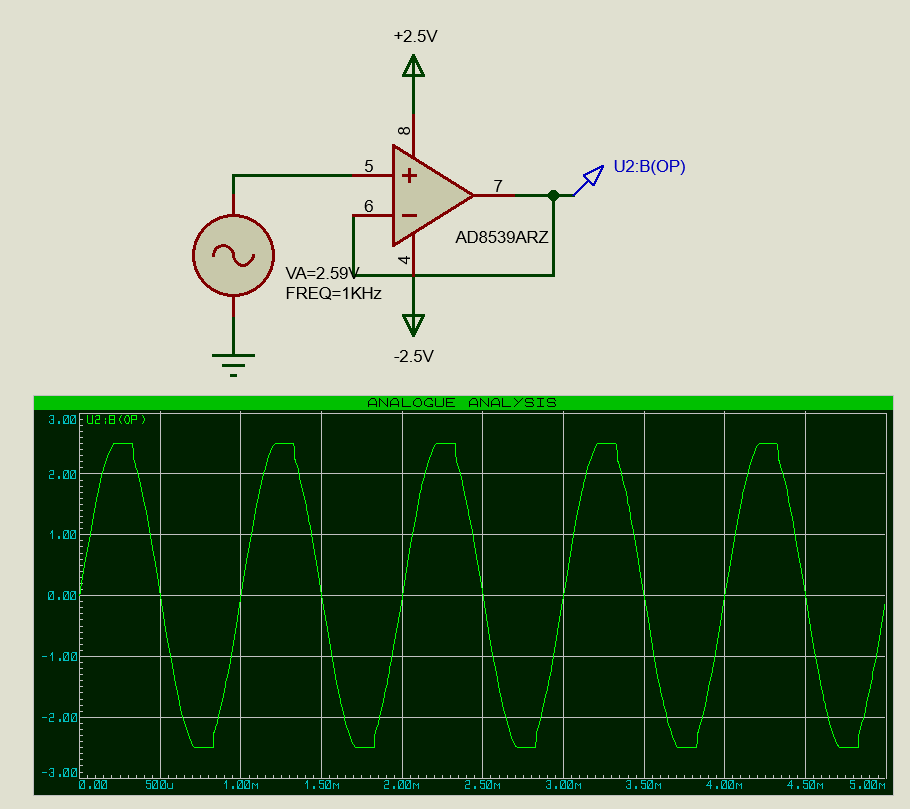 +2.5V
8
5
7
U2:B(OP)
6
AD8539ARZ
4
VA=2.59V
FREQ=1KHz
-2.5V
ANALOGUE ANALYSIS
3.00 U2:B(OP)
2.00
1.00
0.00
-1.00
-2.00
-3.00
0.00 500u 1.00m 1.50m 2.00m 2.50m 3.00m 3.50m 4.00m 4.50m 5.00m